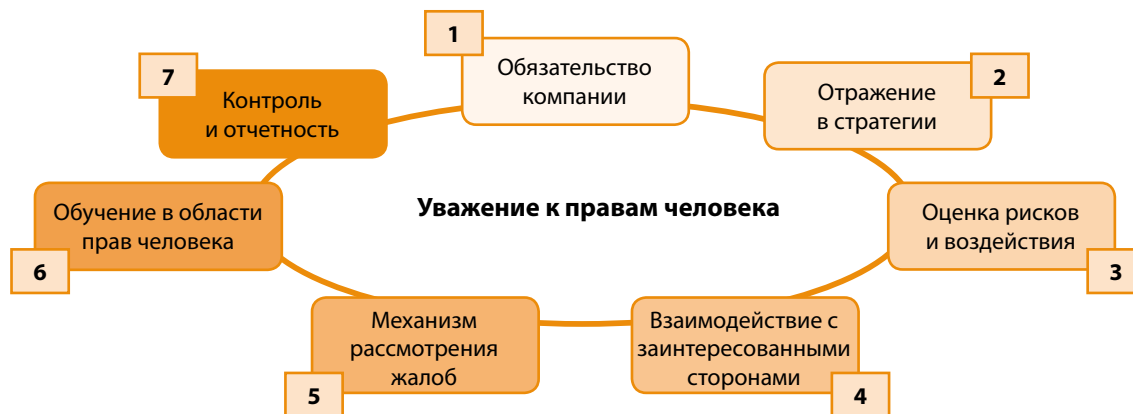 1
Обязательство
компании
2
Отражение
в стратегии
7
Контроль
и отчетность
Уважение к правам человека
Оценка рисков
и воздействия
3
Обучение в области
прав человека
6
Взаимодействие с
заинтересованными
сторонами
4
Механизм
рассмотрения
жалоб
5